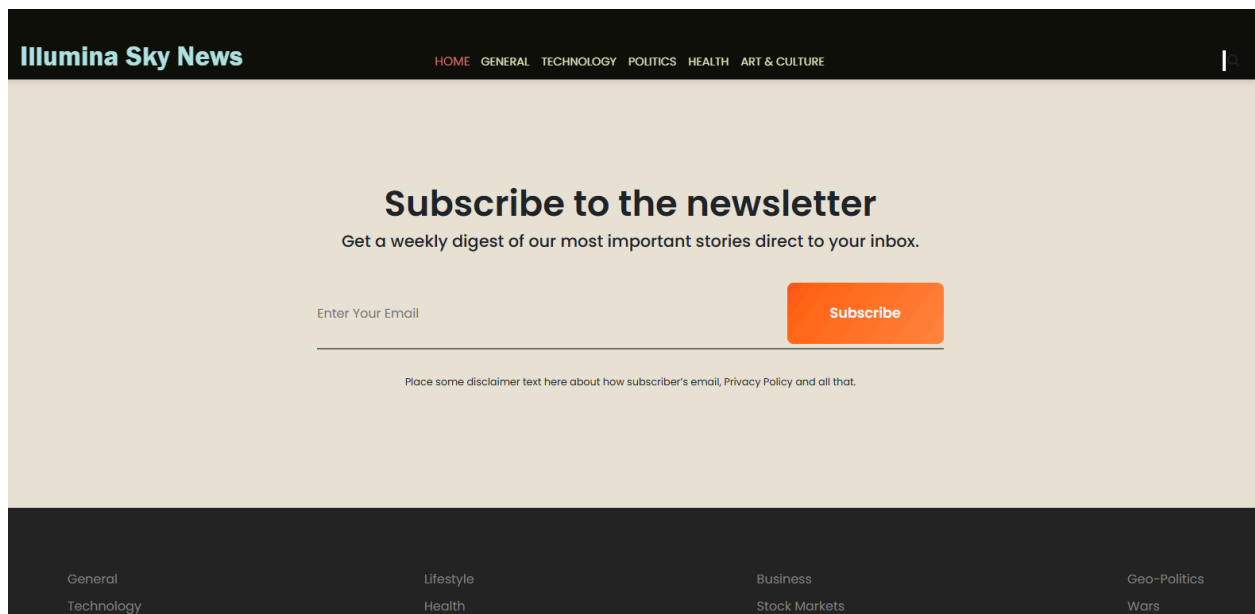 Illumina Sky News
HOME GENERAL TECHNOLOGY POLITICS HEALTH ART & CULTURE
Subscribe to the newsletter
Get a weekly digest of our most important stories direct to your inbox.
Enter Your Email
Subscribe
Place some disclaimer text here about how subscriber's email, Privacy Policy and all that.
General Lifestyle Business Geo-Politics
Technology Health Stock Markets Wars